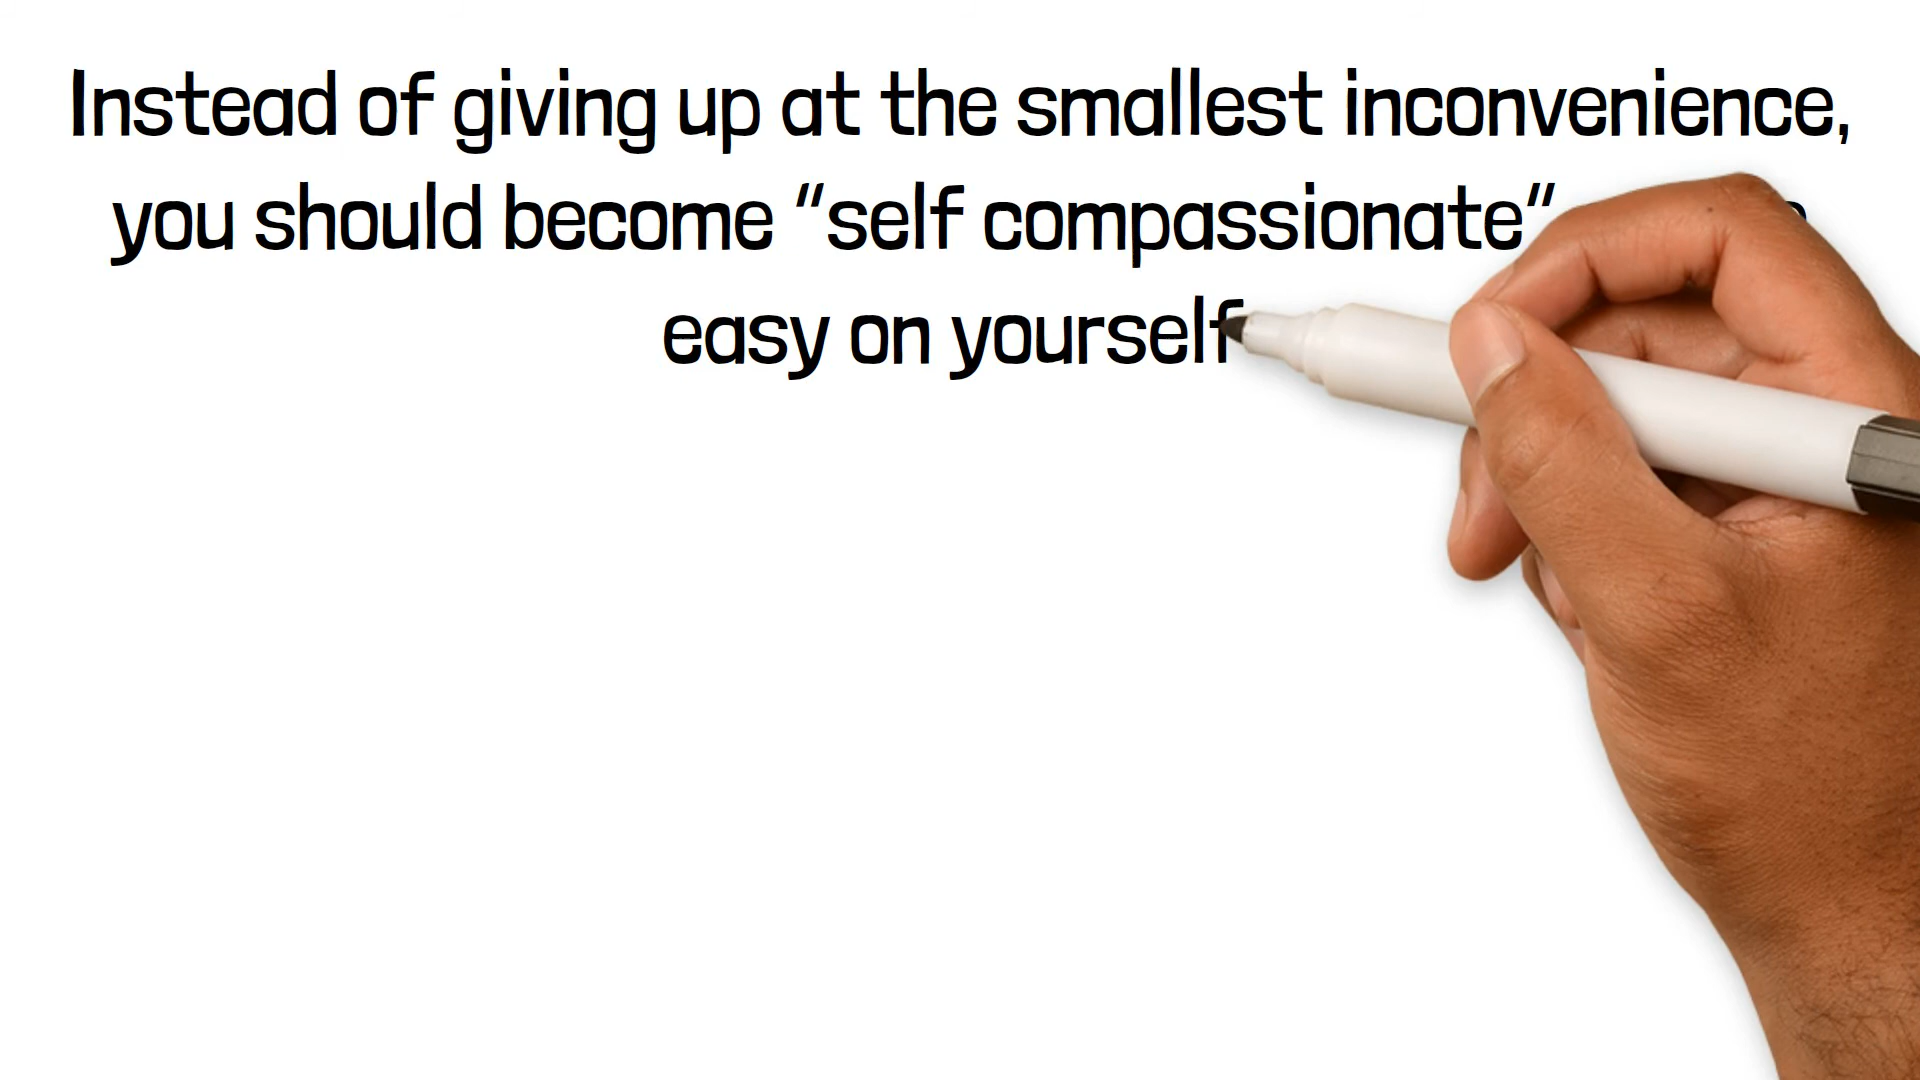 Instead of giving up at the smallest inconvenience,
you should become “self compassionate”
easy on yourself